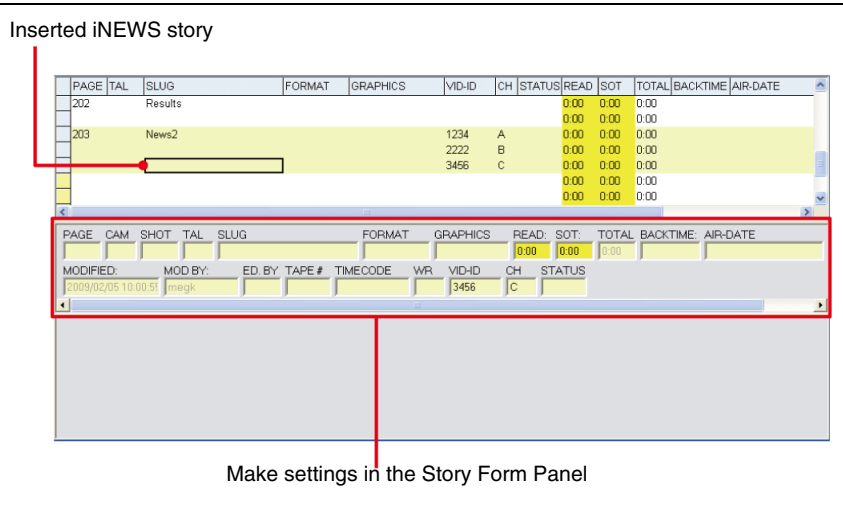 Inserted iNEWS story
PAGE TAL SLUG FORMAT GRAPHICS VID-ID CH STATUS READ SOT TOTAL BACKTIME AIR-DATE
202 Results 0:00 0:00 0:00
0:00 0:00 0:00
203 News2 1234 A 0:00 0:00 0:00
2222 B 0:00 0:00 0:00
3456 C 0:00 0:00 0:00
0:00 0:00 0:00
0:00 0:00 0:00
PAGE CAM SHOT TAL SLUG FORMAT GRAPHICS READ: SOT: TOTAL BACKTIME: AIR-DATE
0:00 0:00 0:00
MODIFIED: MOD BY: ED. BY TAPE # TIMECODE WR VID-ID CH STATUS
2009/02/05 10:00:55 megk 3456 C
Make settings in the Story Form Panel